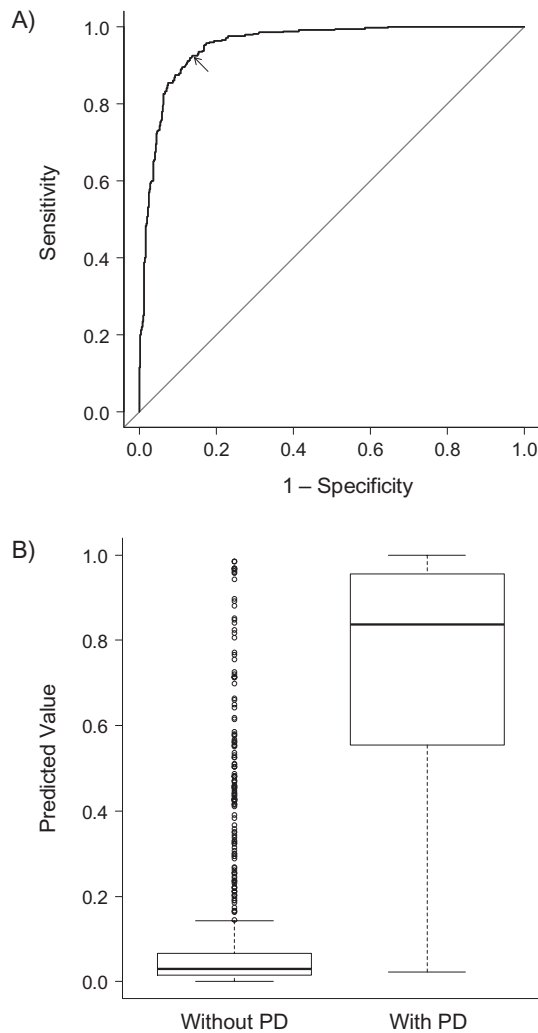 A)
1.0
0.8
0.6
0.4
0.2
0.0
Sensitivity
0.0 0.2 0.4 0.6 0.8 1.0
1 – Specificity
B)
1.0
0.8
0.6
0.4
0.2
0.0
Predicted Value
Without PD With PD